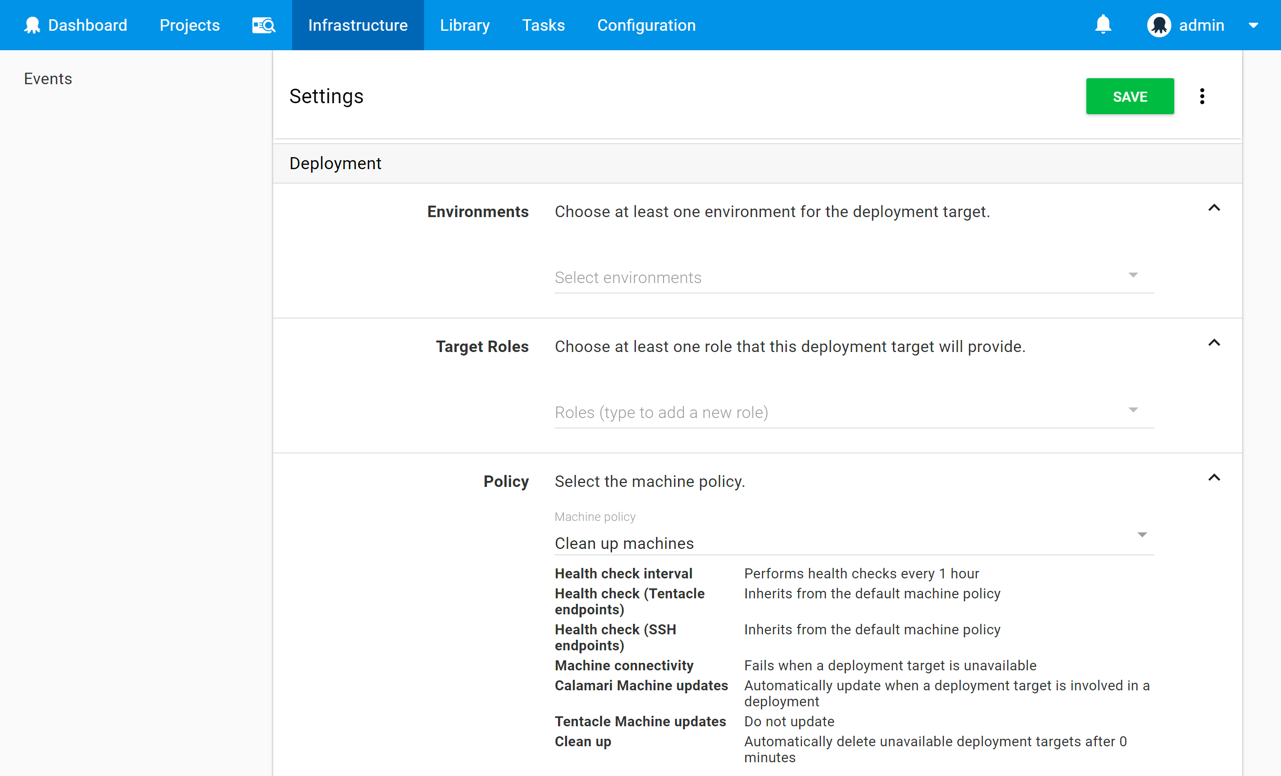 Dashboard Projects Infrastructure Library Tasks Configuration admin
Events
Settings
SAVE
Deployment
Environments
Choose at least one environment for the deployment target.
Select environments
Target Roles
Choose at least one role that this deployment target will provide.
Roles (type to add a new role)
Policy
Select the machine policy.
Machine policy
Clean up machines
Health check interval
Performs health checks every 1 hour
Health check (Tentacle
endpoints)
Inherits from the default machine policy
Health check (SSH
endpoints)
Inherits from the default machine policy
Machine connectivity
Fails when a deployment target is unavailable
Calamari Machine updates
Automatically update when a deployment target is involved in a
deployment
Tentacle Machine updates
Do not update
Clean up
Automatically delete unavailable deployment targets after 0
minutes